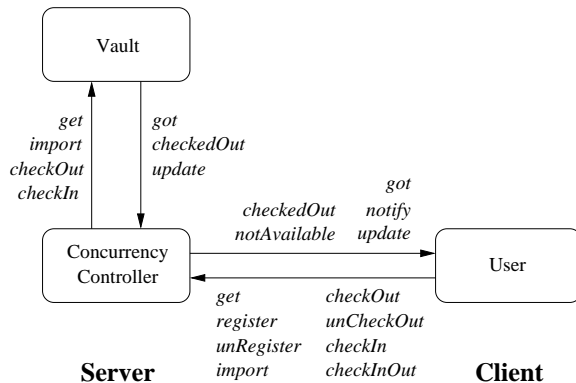 Vault
get
import
checkOut
checkIn
got
checkedOut
update
got
checkedOut notify
notAvailable update
Concurrency
Controller
User
get checkOut
register unCheckOut
unRegister checkIn
import checkInOut
Server Client